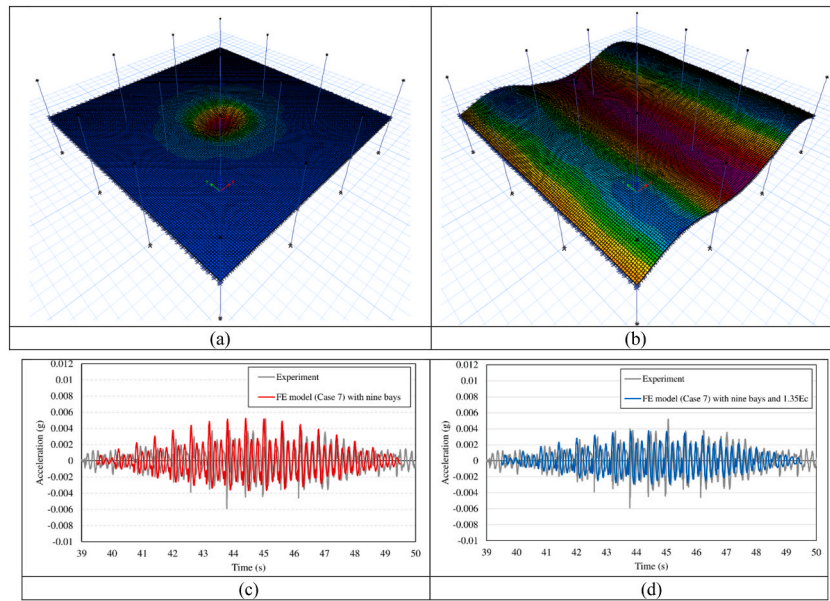 (a)
(b)
0.012
0.01
0.008
0.006
0.004
0.002
0
-0.002
-0.004
-0.006
-0.008
-0.01
Acceleration (g)
Experiment
FE model (Case 7) with nine bays
39 40 41 42 43 44 45 46 47 48 49 50
Time (s)
0.012
0.01
0.008
0.006
0.004
0.002
0
-0.002
-0.004
-0.006
-0.008
-0.01
Acceleration (g)
Experiment
FE model (Case 7) with nine bays and 1.35Ec
39 40 41 42 43 44 45 46 47 48 49 50
Time (s)
(c)
(d)